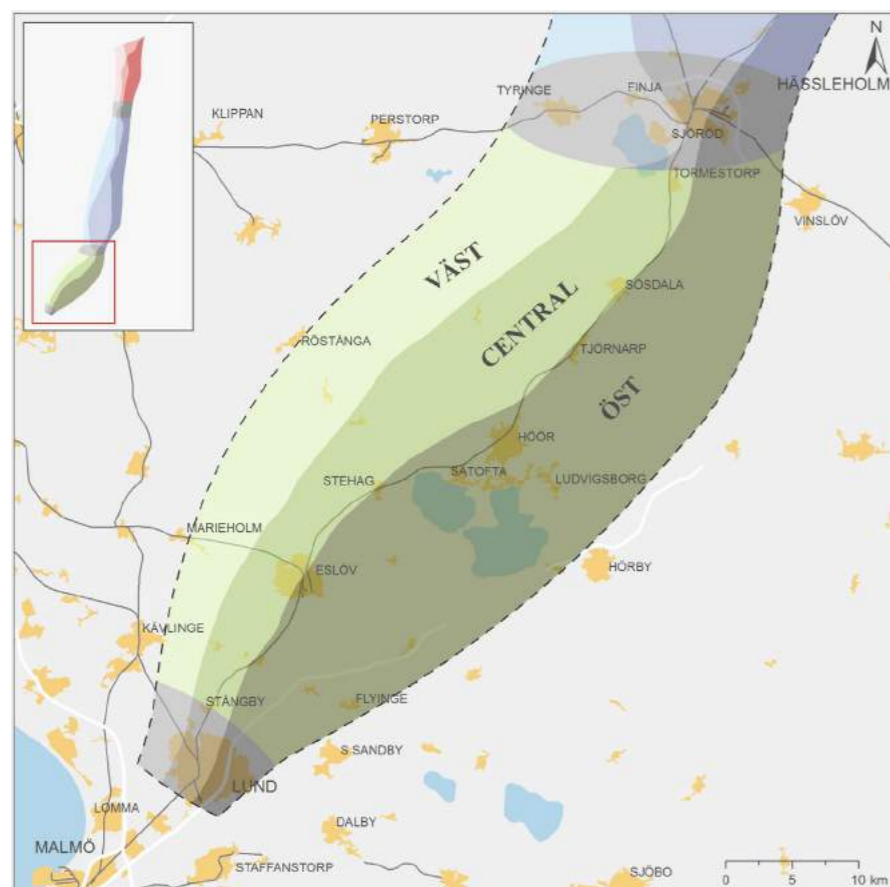 N
HÄSSLEHOLM
TYRINGE
FINJA
KLIPPAN
PERSTORP
SJÖRÖD
TORMESTORP
VINSLÖV
VÄST
SÖSDALA
CENTRAL
RÖSTÅNGA
TJÖRNARP
ÖST
HÖÖR
STEHAG
SÄTOFTA
LUDVIGSBORG
MARIEHOLM
ESLÖV
HÖRBY
KÄVLINGE
STÅNGBY
FLYINGE
S SANDBY
LUND
LOMMA
DALBY
MALMÖ
STAFFANSTORP
SJÖBO
0 5 10 km